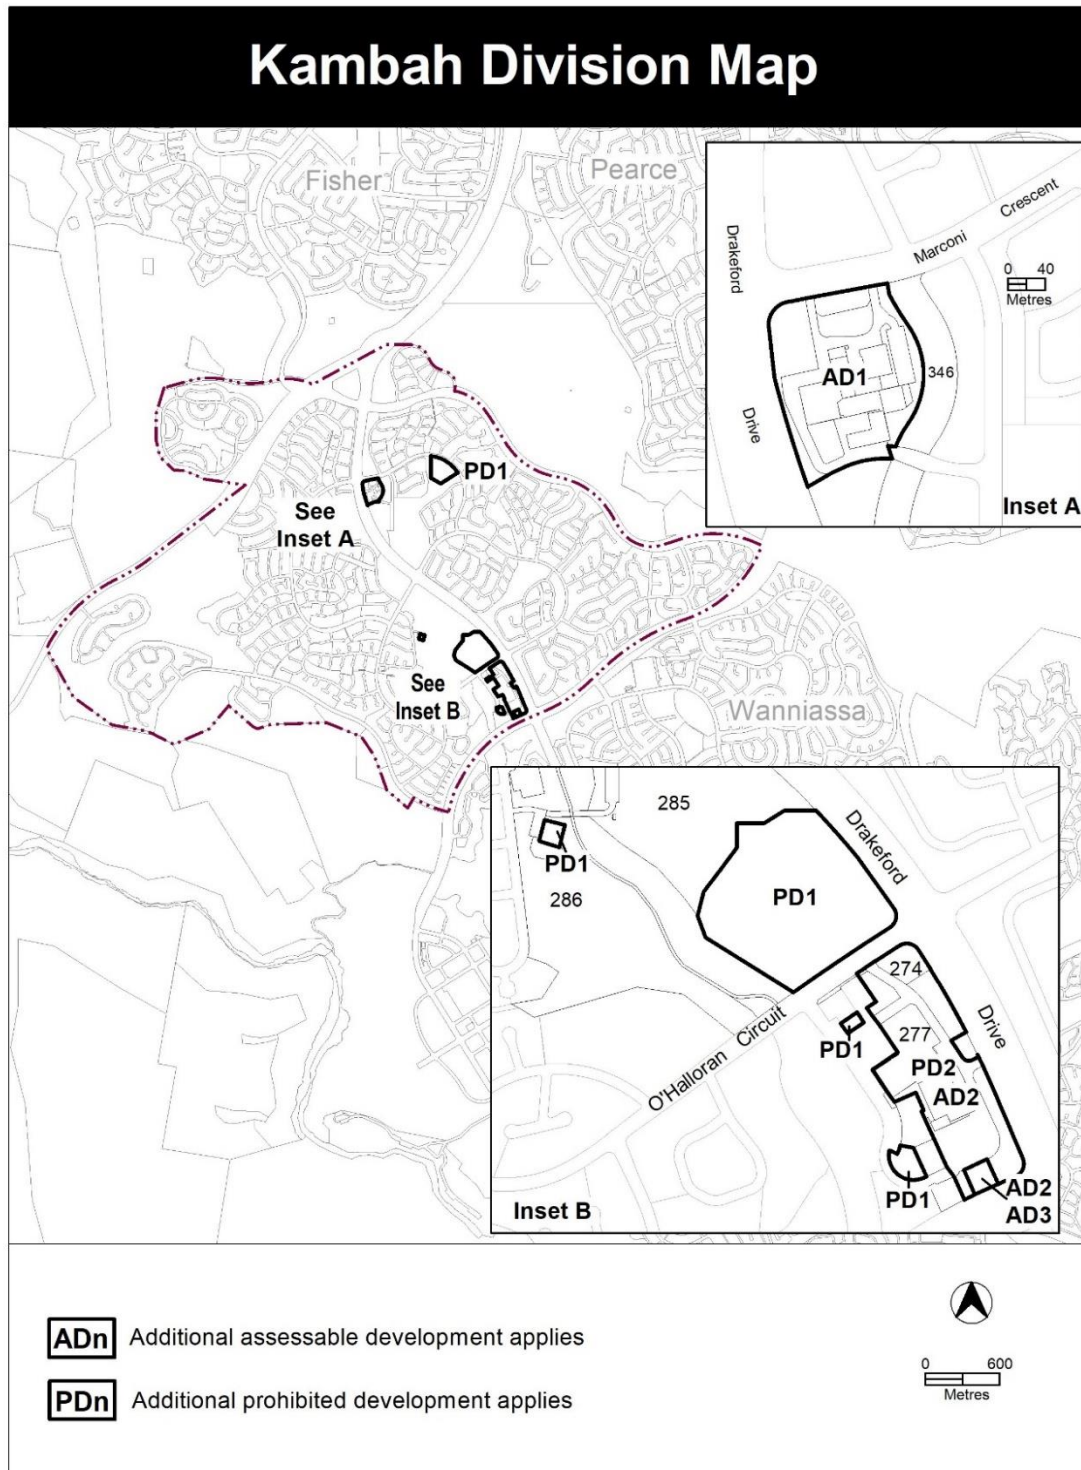 Kambah Division Map
Fisher
Pearce
Drakeford
Drive
Marconi
Crescent
0 40
Metres
AD1
346
Inset A
PD1
See
Inset A
See
Inset B
Wanniassa
285
PD1
286
PD1
Drakeford
Drive
O'Halloran Circuit
274
277
PD1
PD2
AD2
PD1
AD2
AD3
Inset B
ADn Additional assessable development applies
PDn Additional prohibited development applies
0 600
Metres